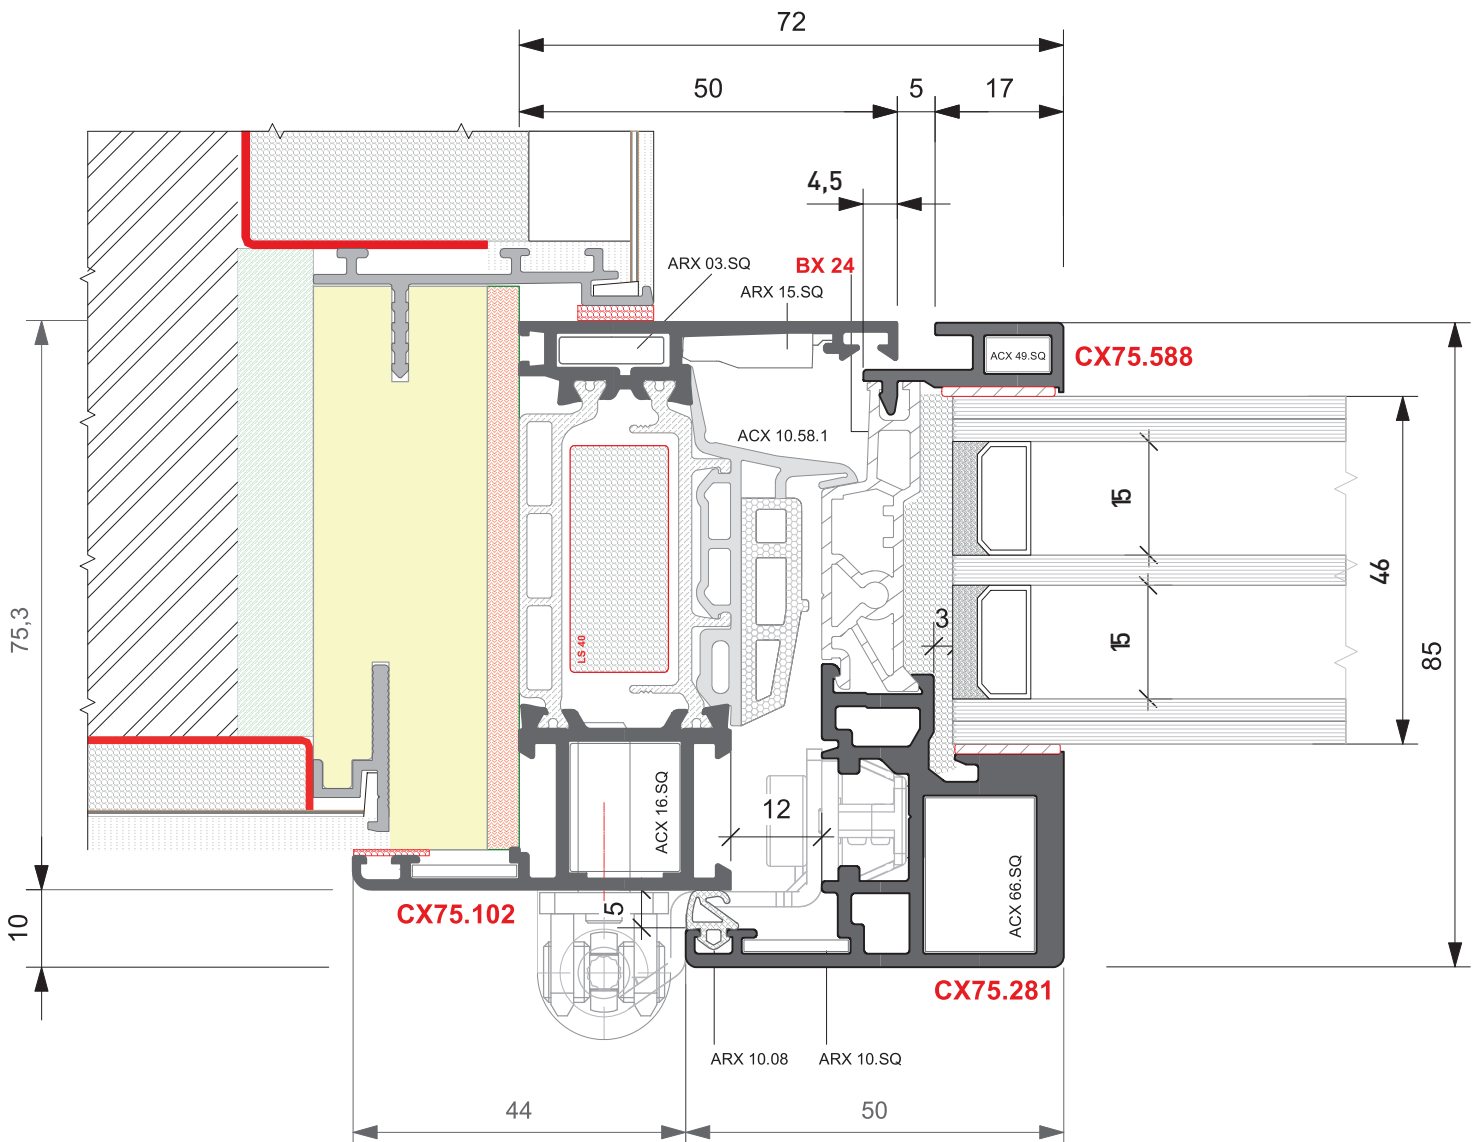 72
50
5
17
4,5
ARX 03.SQ
BX 24
ARX 15.SQ
ACX 49.SQ
CX75.588
ACX 10.58.1
15
46
75,3
LS 40
3
15
85
ACX 16.SQ
12
ACX 66.SQ
CX75.102
5
10
CX75.281
ARX 10.08
ARX 10.SQ
44
50